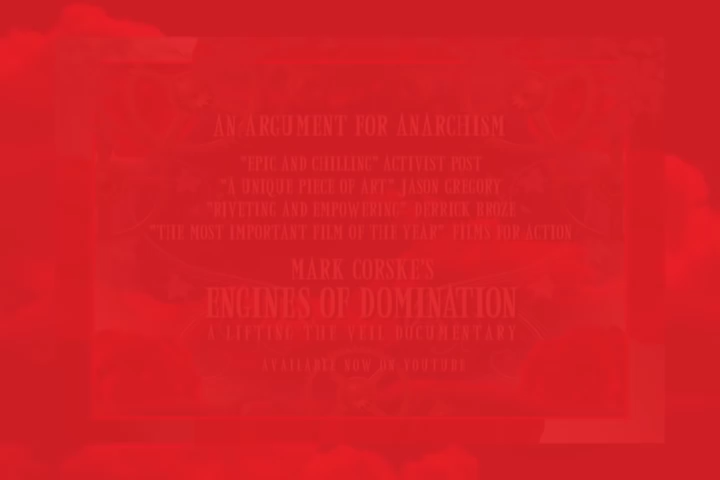 AN ARGUMENT FOR ANARCHISM
"EPIC AND CHILLING" ACTIVIST POST
"A UNIQUE PIECE OF ART" JASON GREGORY
"RIVETING AND EMPOWERING" DERRICK BROZE
"THE MOST IMPORTANT FILM OF THE YEAR" FILMS FOR ACTION
MARK CORSKE'S
ENGINES OF DOMINATION
A LIFTING THE VEIL DOCUMENTARY
AVAILABLE NOW ON YOUTUBE